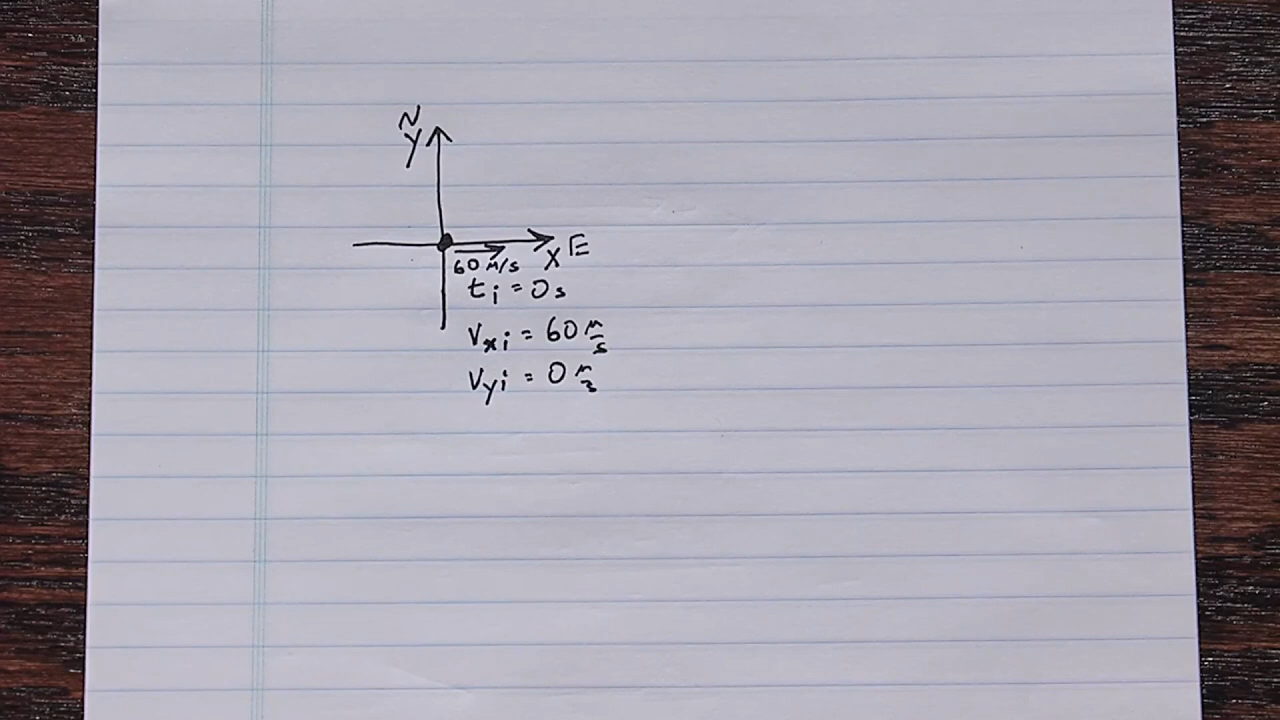 N
y
x E
60 m/s
ti = 0 s
vxi = 60 m/s
vyi = 0 m/s